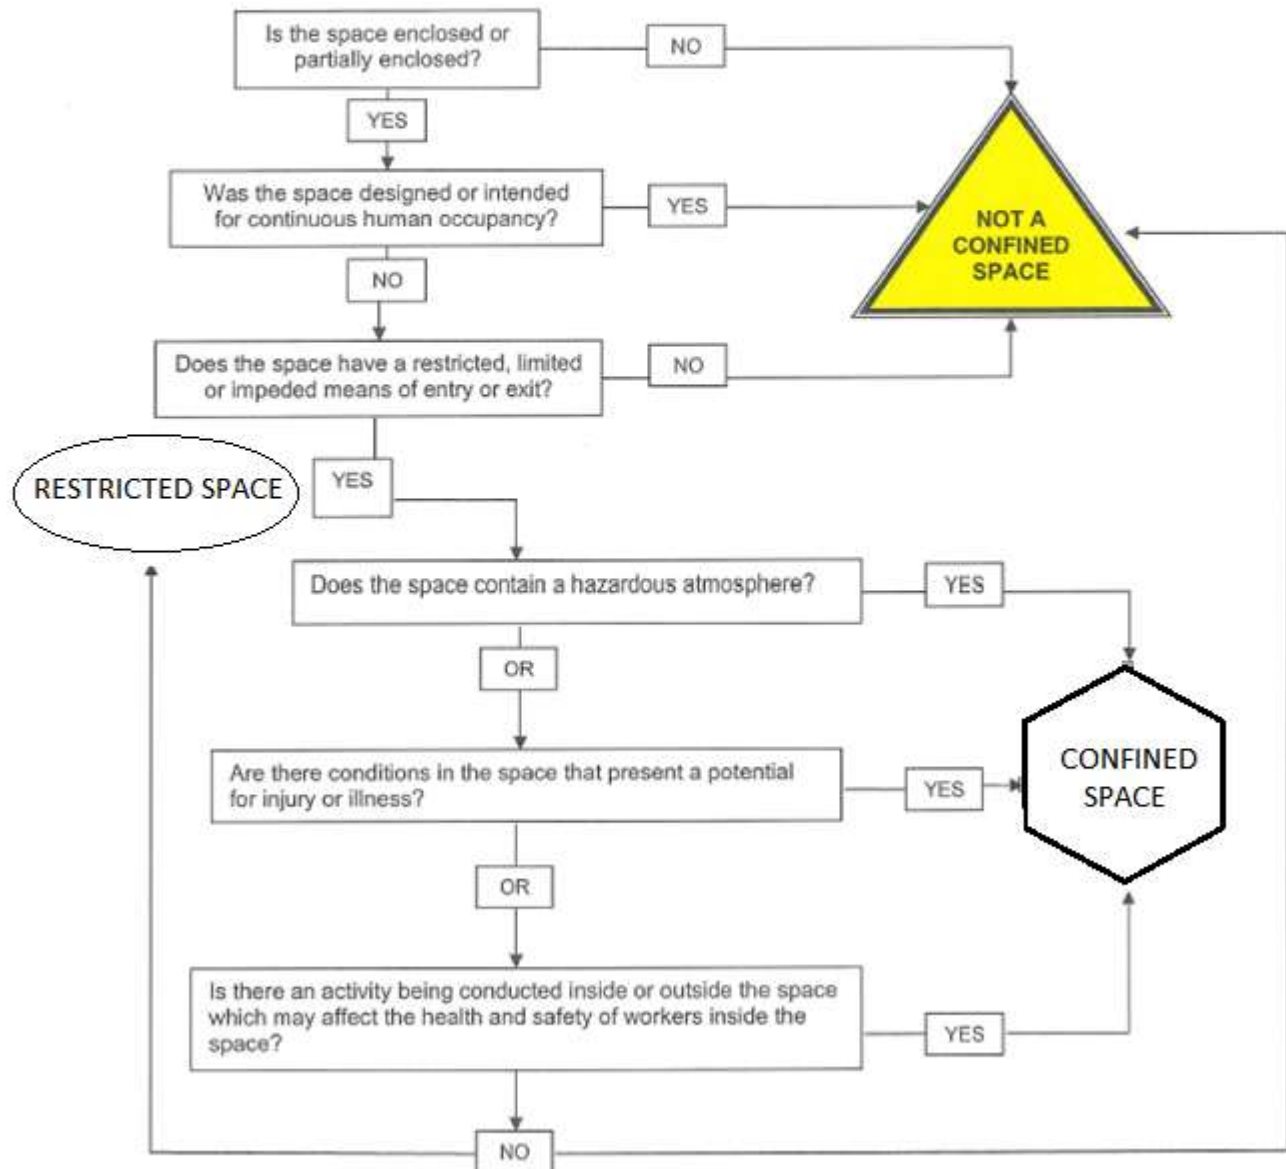 Is the space enclosed or
partially enclosed?
NO
YES
Was the space designed or intended
for continuous human occupancy?
YES
NOT A
CONFINED
SPACE
NO
Does the space have a restricted, limited
or impeded means of entry or exit?
NO
RESTRICTED SPACE
YES
Does the space contain a hazardous atmosphere?
YES
OR
Are there conditions in the space that present a potential
for injury or illness?
YES
CONFINED
SPACE
OR
Is there an activity being conducted inside or outside the space
which may affect the health and safety of workers inside the
space?
YES
NO